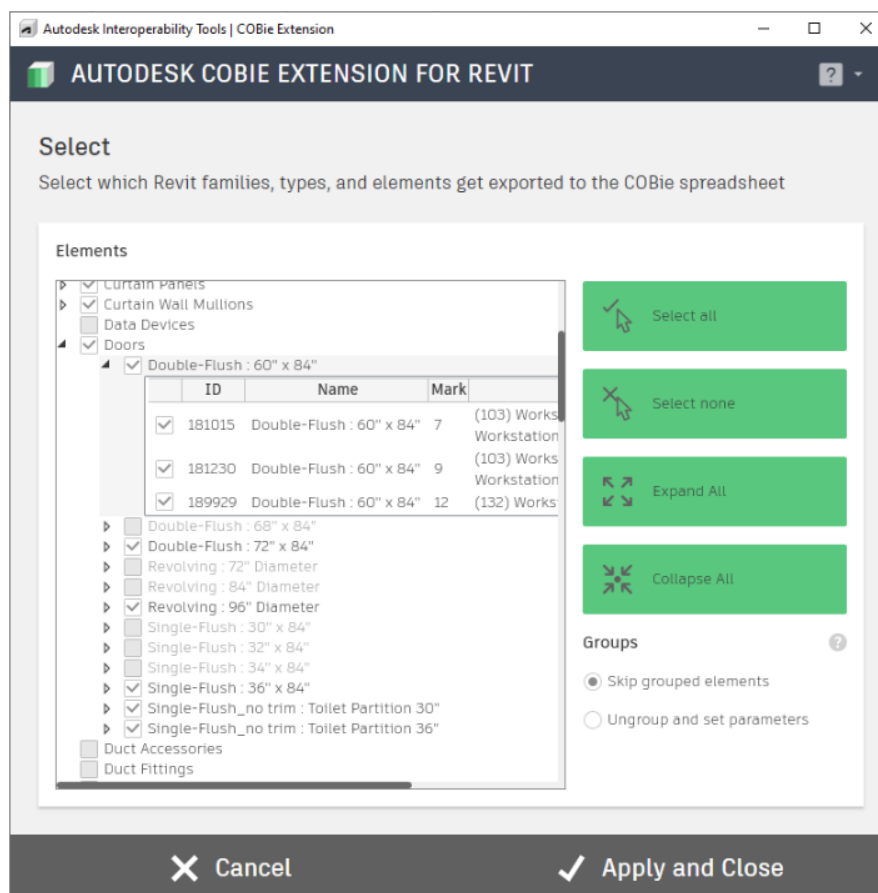 Autodesk Interoperability Tools | COBie Extension
AUTODESK COBIE EXTENSION FOR REVIT
?
Select
Select which Revit families, types, and elements get exported to the COBie spreadsheet
Elements
Curtain Panels
Curtain Wall Mullions
Data Devices
Doors
Double-Flush : 60" x 84"
ID Name Mark
181015 Double-Flush : 60" x 84" 7 (103) Works
Workstation
181230 Double-Flush : 60" x 84" 9 (103) Works
Workstation
189929 Double-Flush : 60" x 84" 12 (132) Works
Double-Flush : 68" x 84"
Double-Flush : 72" x 84"
Revolving : 72" Diameter
Revolving : 84" Diameter
Revolving : 96" Diameter
Single-Flush : 30" x 84"
Single-Flush : 32" x 84"
Single-Flush : 34" x 84"
Single-Flush : 36" x 84"
Single-Flush_no trim : Toilet Partition 30"
Single-Flush_no trim : Toilet Partition 36"
Duct Accessories
Duct Fittings
Select all
Select none
Expand All
Collapse All
Groups ?
Skip grouped elements
Ungroup and set parameters
Cancel
Apply and Close